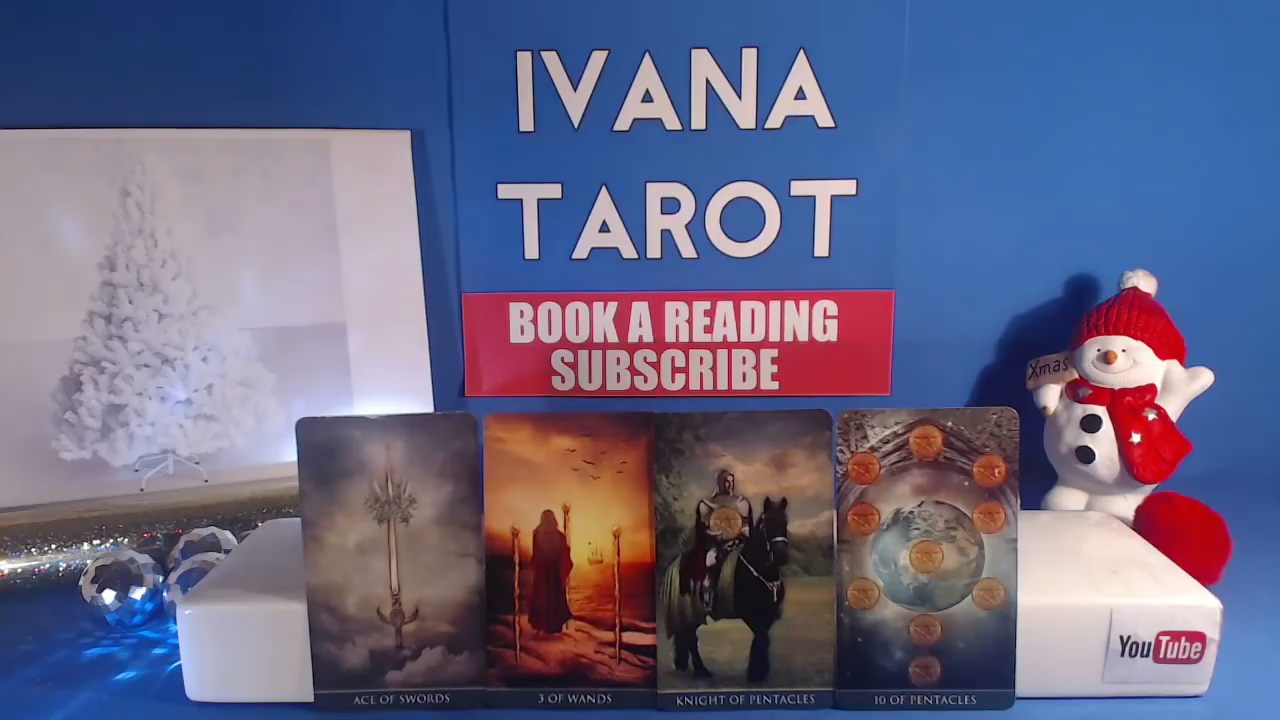 IVANA
TAROT
BOOK A READING
SUBSCRIBE
Xmas
ACE OF SWORDS
3 OF WANDS
KNIGHT OF PENTACLES
10 OF PENTACLES
YouTube